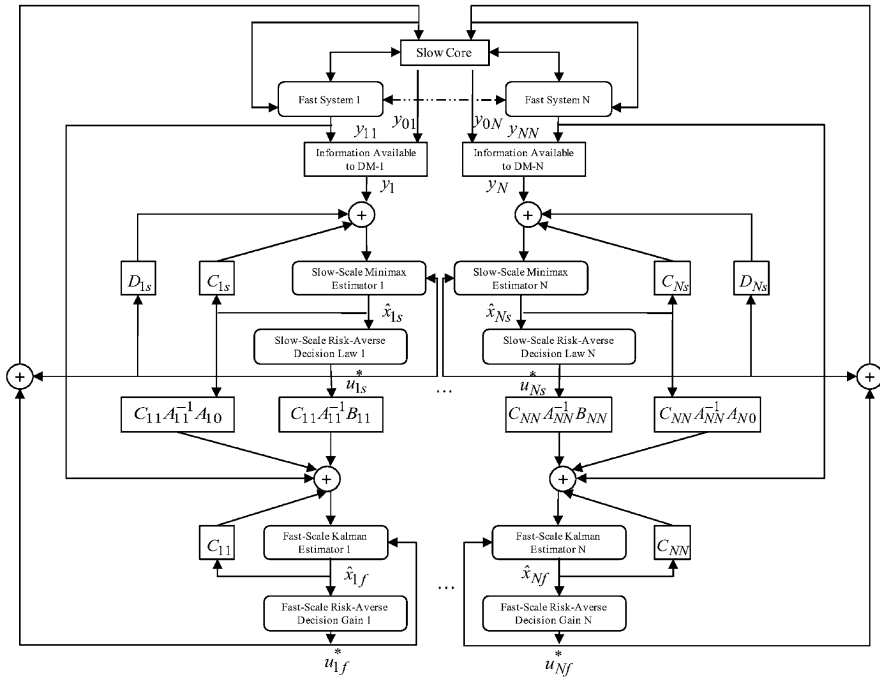 Slow Core
Fast System 1
Fast System N
y₁₁ y₀₁ y₀N yNN
Information Available
to DM-1
Information Available
to DM-N
y₁ yN
+ +
D₁s C₁s
Slow-Scale Minimax
Estimator 1
Slow-Scale Minimax
Estimator N
CNs DNs
x̂₁s x̂Ns
Slow-Scale Risk-Averse
Decision Law 1
Slow-Scale Risk-Averse
Decision Law N
+ u*₁s ... u*Ns +
C₁₁A₁₁⁻¹A₁₀ C₁₁A₁₁⁻¹B₁₁ CNNANN⁻¹BNN CNNANN⁻¹AN0
+ +
C₁₁
Fast-Scale Kalman
Estimator 1
Fast-Scale Kalman
Estimator N
CNN
x̂₁f ... x̂Nf
Fast-Scale Risk-Averse
Decision Gain 1
Fast-Scale Risk-Averse
Decision Gain N
u*₁f u*Nf